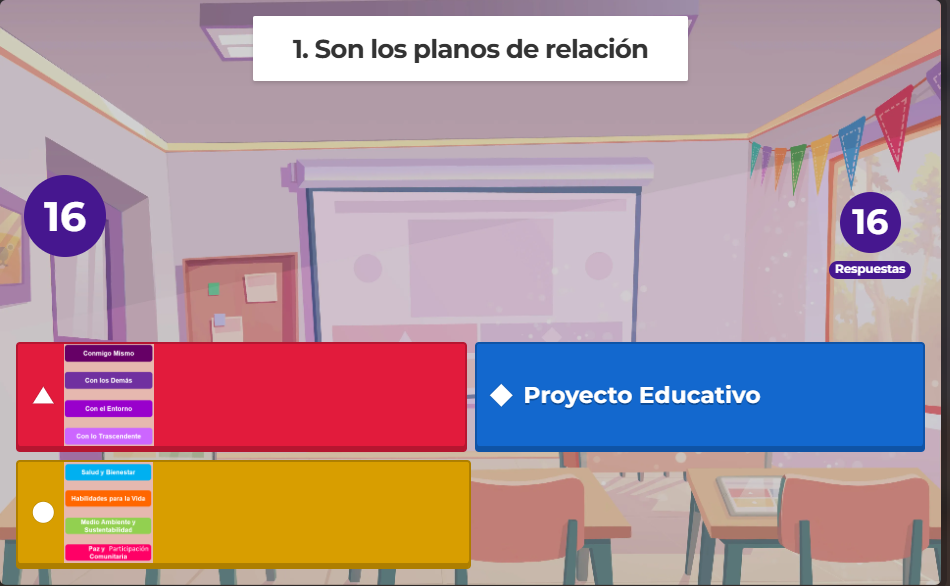 1. Son los planos de relación
16
16
Respuestas
Conmigo Mismo
Con los Demás
Con el Entorno
Con lo Trascendente
Proyecto Educativo
Salud y Bienestar
Habilidades para la Vida
Medio Ambiente y
Sustentabilidad
Paz y Participación
Comunitaria